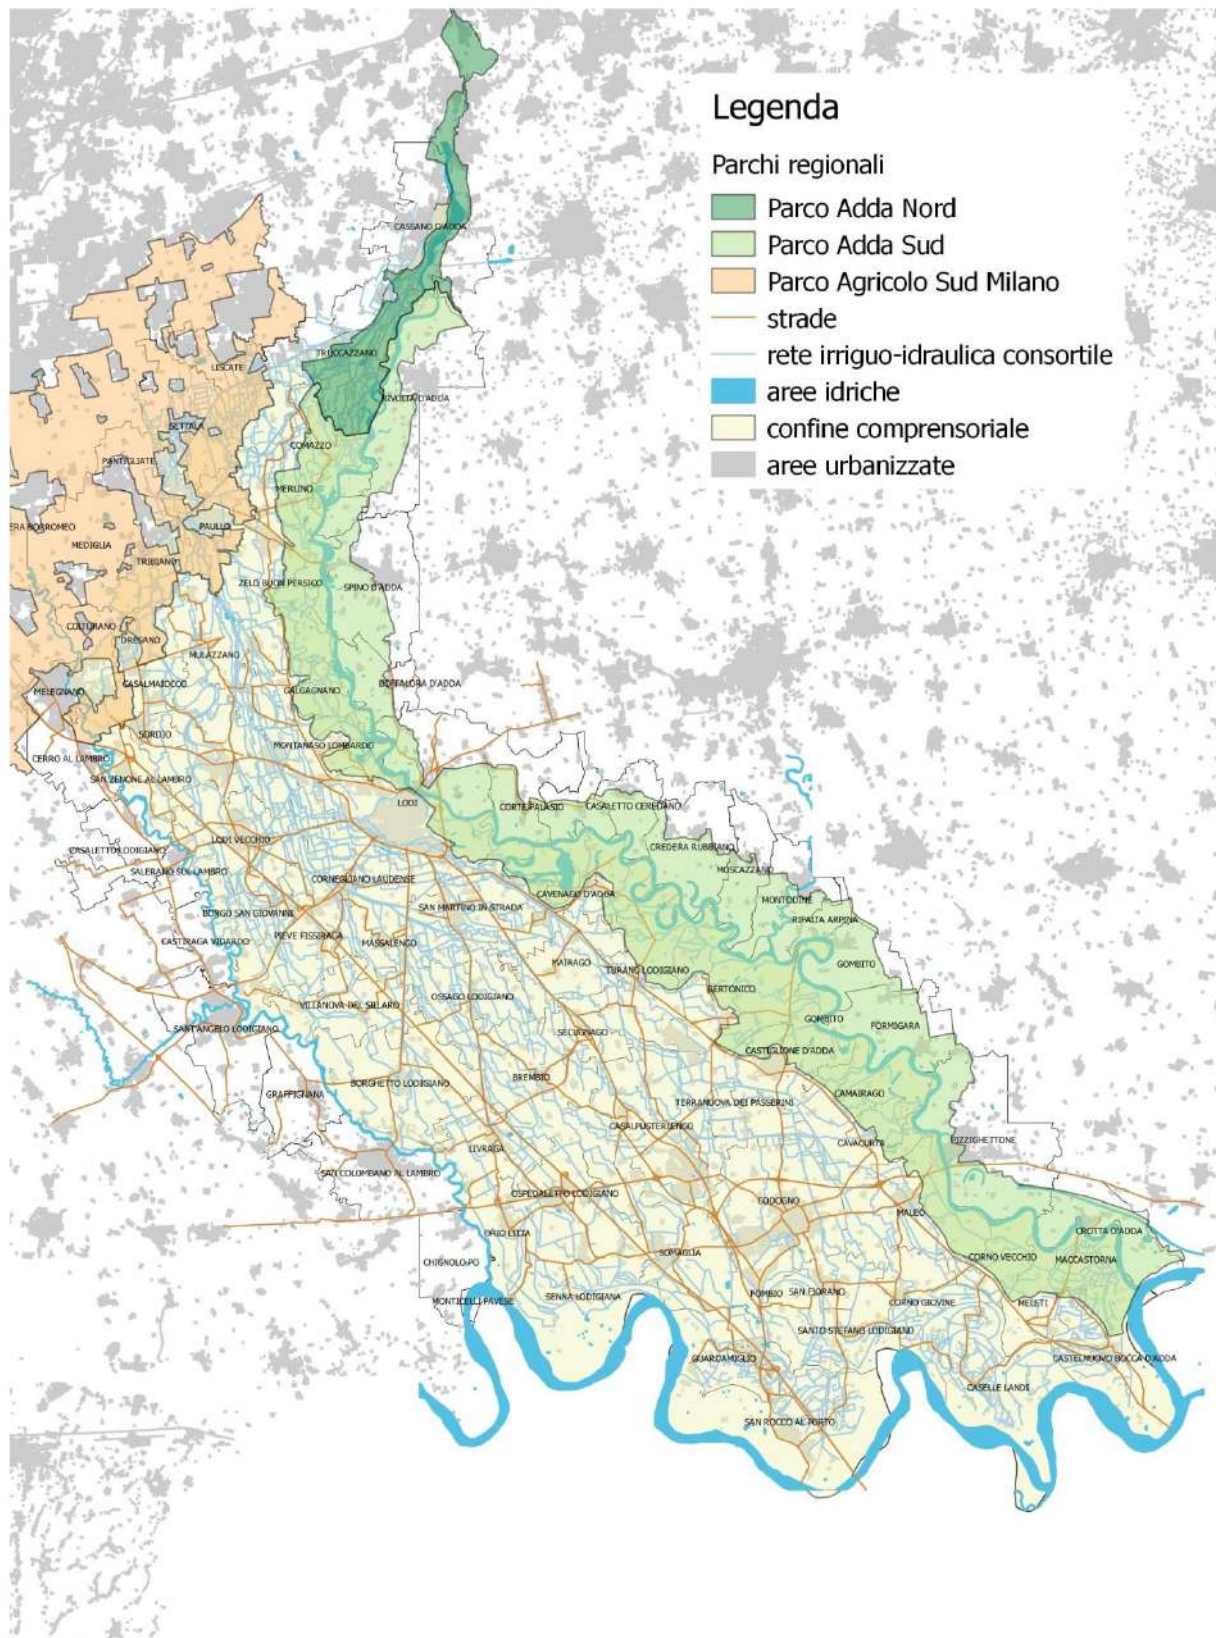 Legenda
Parchi regionali
Parco Adda Nord
Parco Adda Sud
Parco Agricolo Sud Milano
strade
rete irriguo-idraulica consortile
aree idriche
confine comprensoriale
aree urbanizzate
CASSANO D'ADDA
TRUCCAZZANO
LISCATE
RIVOLTA D'ADDA
SETTALA
COMAZZO
PANTIGLIATE
MERLINO
ERA BORROMEO
PAULLO
MEDIGLIA
TRIBIANO
ZELO BUON PERSICO
SPINO D'ADDA
COLTURANO
DRESANO
MULAZZANO
CASALMAIOCCO
BOFFALORA D'ADDA
MELEGNANO
GALGAGNANO
SORDIO
MONTANASO LOMBARDO
CERRO AL LAMBRO
SAN ZENONE AL LAMBRO
LODI
CORTE PALASIO
CASALETTO CEREDANO
LODI VECCHIO
CREDERA RUBBIANO
CASALETTO LODIGIANO
SALERANO SUL LAMBRO
MOSCAZZANO
CORNEGLIANO LAUDENSE
CAVENAGO D'ADDA
MONTODINE
SAN MARTINO IN STRADA
BORGO SAN GIOVANNI
RIPALTA ARPINA
PIEVE FISSIRAGA
CASTIRAGA VIDARDO
MASSALENGO
MAIRAGO
TURANO LODIGIANO
GOMBITO
BERTONICO
OSSAGO LODIGIANO
VILLANOVA DEL SILLARO
GOMBITO
FORMIGARA
SANT'ANGELO LODIGIANO
SECUGNAGO
CASTIGLIONE D'ADDA
BREMBIO
BORGHETTO LODIGIANO
GRAFFIGNANA
CAMAIRAGO
TERRANUOVA DEI PASSERINI
CASALPUSTERLENGO
PIZZIGHETTONE
CAVACURTA
LIVRAGA
SAN COLOMBANO AL LAMBRO
OSPEDALETTO LODIGIANO
CODOGNO
MALEO
CROTTA D'ADDA
ORIO LITTA
SOMAGLIA
CORNO VECCHIO
MACCASTORNA
CHIGNOLO PO
FOMBIO
SAN FIORANO
SENNA LODIGIANA
MONTICELLI PAVESE
CORNO GIOVINE
MELETI
SANTO STEFANO LODIGIANO
GUARDAMIGLIO
CASTELNUOVO BOCCA D'ADDA
CASELLE LANDI
SAN ROCCO AL PORTO